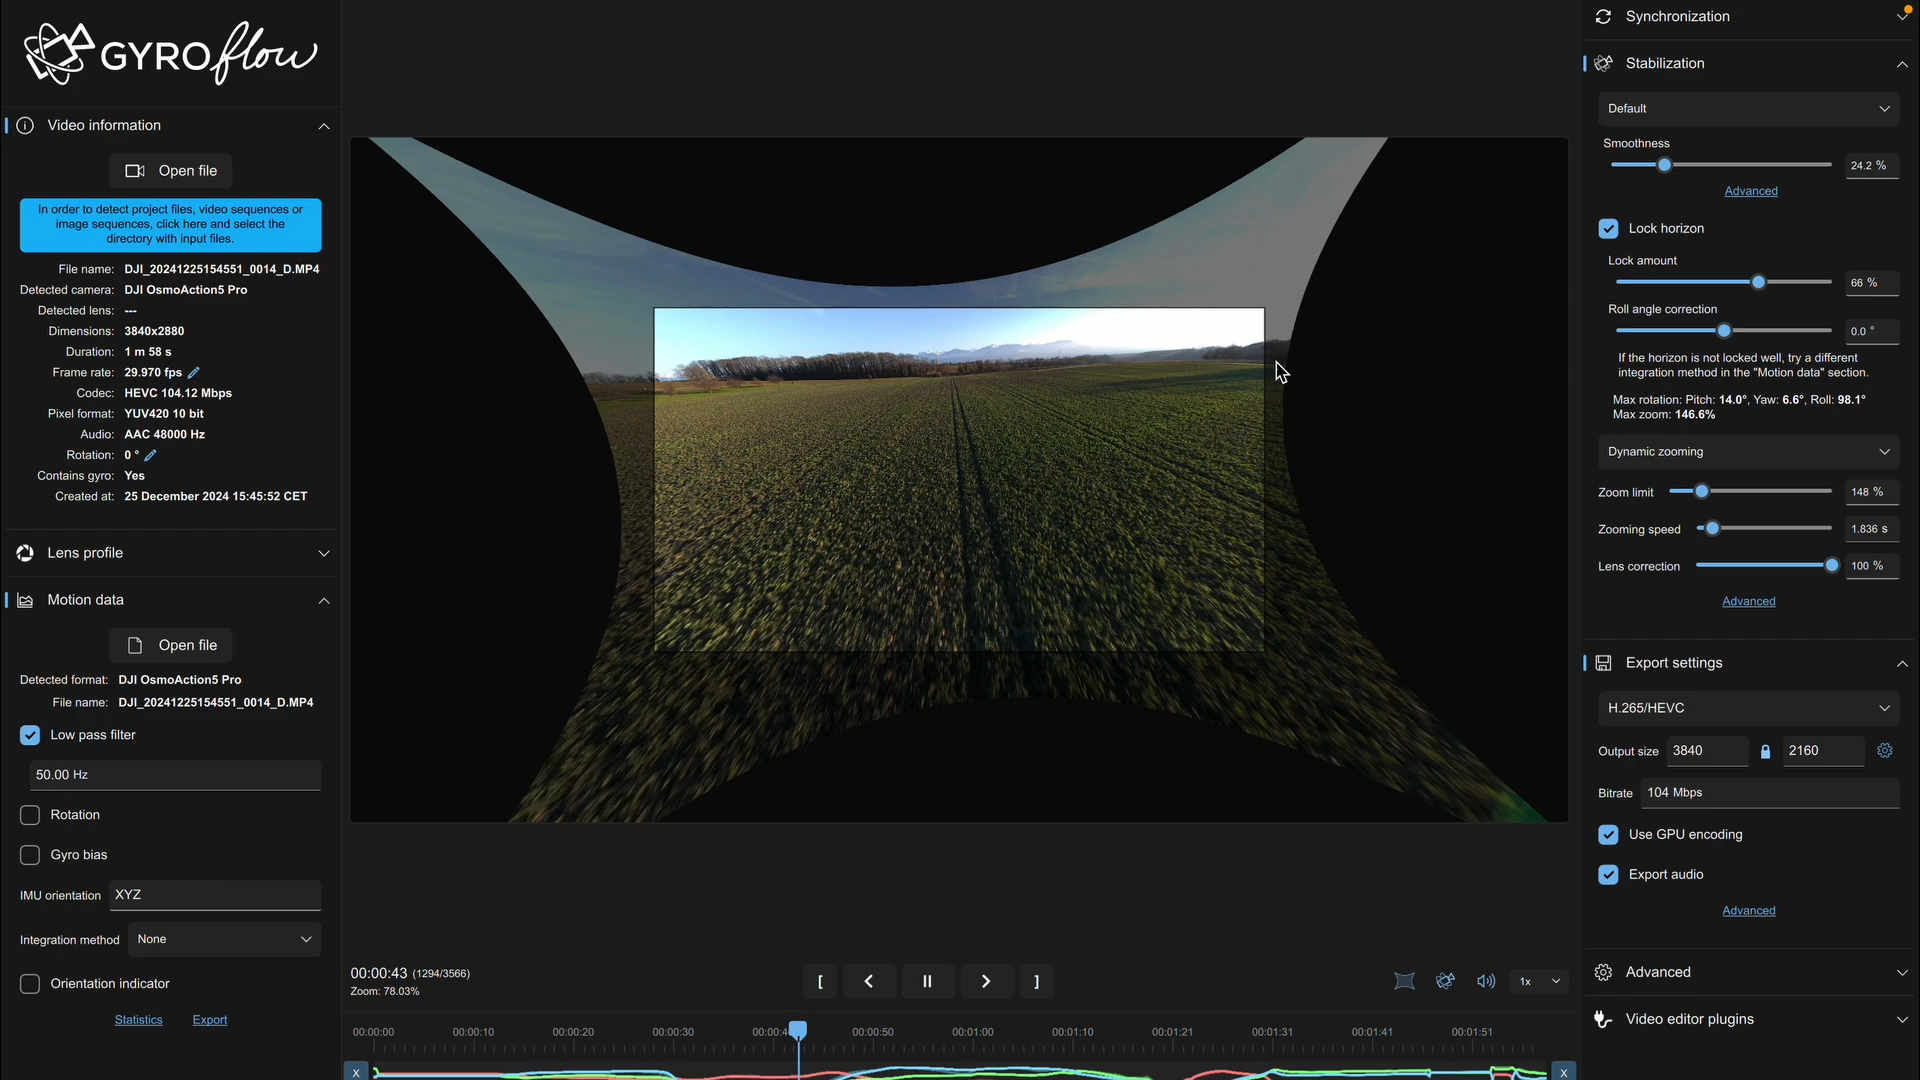 GYROflow
Video information
Open file
In order to detect project files, video sequences or
image sequences, click here and select the
directory with input files.
File name: DJI_20241225154551_0014_D.MP4
Detected camera: DJI OsmoAction5 Pro
Detected lens: ---
Dimensions: 3840x2880
Duration: 1 m 58 s
Frame rate: 29.970 fps
Codec: HEVC 104.12 Mbps
Pixel format: YUV420 10 bit
Audio: AAC 48000 Hz
Rotation: 0 °
Contains gyro: Yes
Created at: 25 December 2024 15:45:52 CET
Lens profile
Motion data
Open file
Detected format: DJI OsmoAction5 Pro
File name: DJI_20241225154551_0014_D.MP4
Low pass filter
50.00 Hz
Rotation
Gyro bias
IMU orientation XYZ
Integration method None
Orientation indicator
Statistics Export
00:00:43 (1294/3566)
Zoom: 78.03%
[ ]
1x
00:00:00 00:00:10 00:00:20 00:00:30 00:00:4 00:00:50 00:01:00 00:01:10 00:01:21 00:01:31 00:01:41 00:01:51
X X
Synchronization
Stabilization
Default
Smoothness
24.2 %
Advanced
Lock horizon
Lock amount
66 %
Roll angle correction
0.0 °
If the horizon is not locked well, try a different
integration method in the "Motion data" section.
Max rotation: Pitch: 14.0°, Yaw: 6.6°, Roll: 98.1°
Max zoom: 146.6%
Dynamic zooming
Zoom limit 148 %
Zooming speed 1.836 s
Lens correction 100 %
Advanced
Export settings
H.265/HEVC
Output size 3840 2160
Bitrate 104 Mbps
Use GPU encoding
Export audio
Advanced
Advanced
Video editor plugins